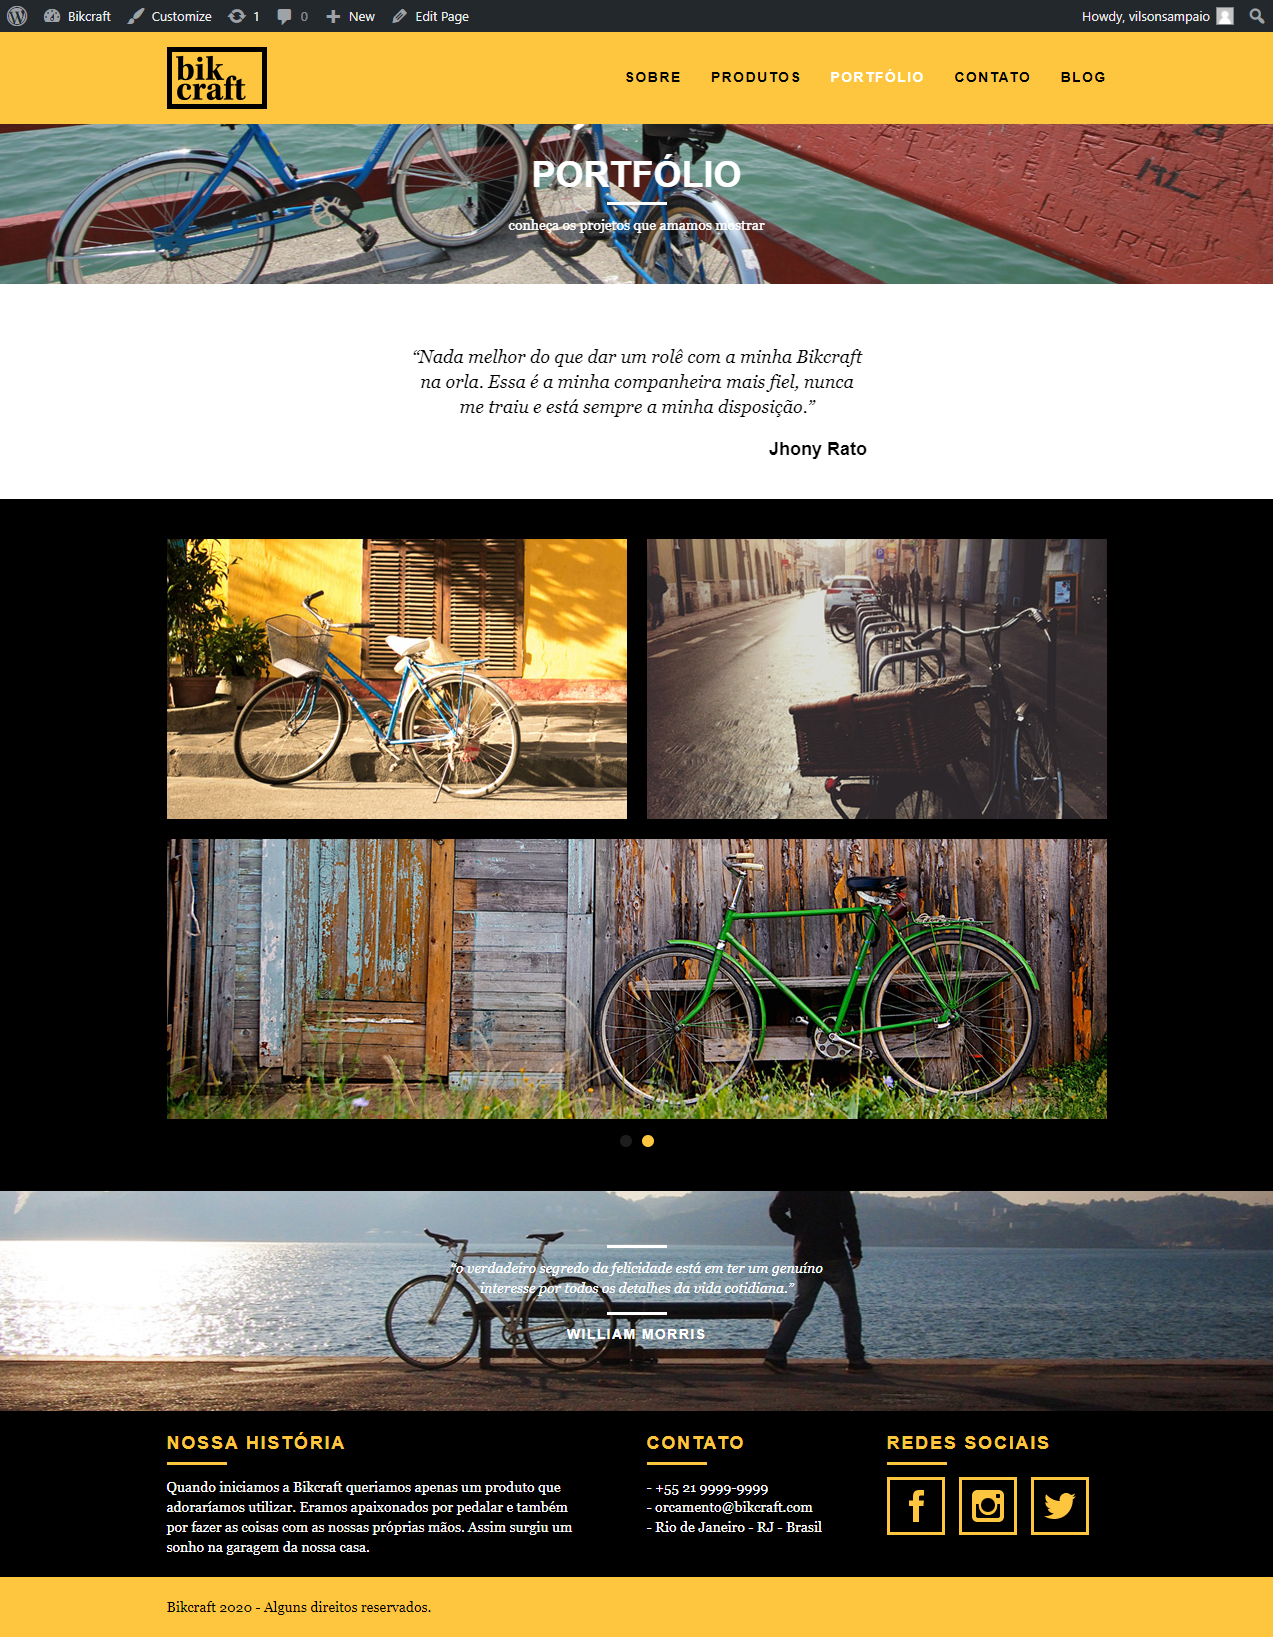 Bikcraft Customize 1 0 New Edit Page Howdy, vilsonsampaio
bik
craft
SOBRE PRODUTOS PORTFÓLIO CONTATO BLOG
PORTFÓLIO
conheça os projetos que amamos mostrar
“Nada melhor do que dar um rolê com a minha Bikcraft
na orla. Essa é a minha companheira mais fiel, nunca
me traiu e está sempre a minha disposição.”
Jhony Rato
“o verdadeiro segredo da felicidade está em ter um genuíno
interesse por todos os detalhes da vida cotidiana.”
WILLIAM MORRIS
NOSSA HISTÓRIA
Quando iniciamos a Bikcraft queriamos apenas um produto que
adoraríamos utilizar. Eramos apaixonados por pedalar e também
por fazer as coisas com as nossas próprias mãos. Assim surgiu um
sonho na garagem da nossa casa.
CONTATO
- +55 21 9999-9999
- orcamento@bikcraft.com
- Rio de Janeiro - RJ - Brasil
REDES SOCIAIS
Bikcraft 2020 - Alguns direitos reservados.